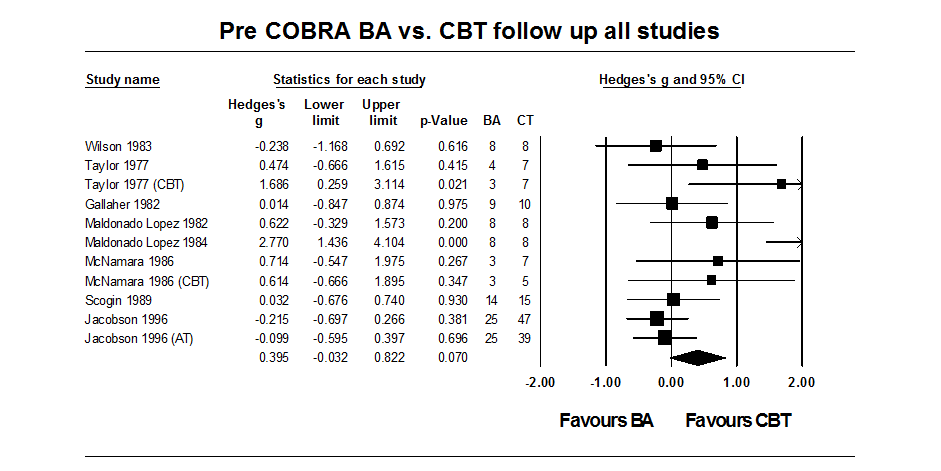 Pre COBRA BA vs. CBT follow up all studies
Study name Statistics for each study Hedges's g and 95% CI
Hedges's g Lower limit Upper limit p-Value BA CT
Wilson 1983 -0.238 -1.168 0.692 0.616 8 8
Taylor 1977 0.474 -0.666 1.615 0.415 4 7
Taylor 1977 (CBT) 1.686 0.259 3.114 0.021 3 7
Gallaher 1982 0.014 -0.847 0.874 0.975 9 10
Maldonado Lopez 1982 0.622 -0.329 1.573 0.200 8 8
Maldonado Lopez 1984 2.770 1.436 4.104 0.000 8 8
McNamara 1986 0.714 -0.547 1.975 0.267 3 7
McNamara 1986 (CBT) 0.614 -0.666 1.895 0.347 3 5
Scogin 1989 0.032 -0.676 0.740 0.930 14 15
Jacobson 1996 -0.215 -0.697 0.266 0.381 25 47
Jacobson 1996 (AT) -0.099 -0.595 0.397 0.696 25 39
0.395 -0.032 0.822 0.070
-2.00 -1.00 0.00 1.00 2.00
Favours BA Favours CBT